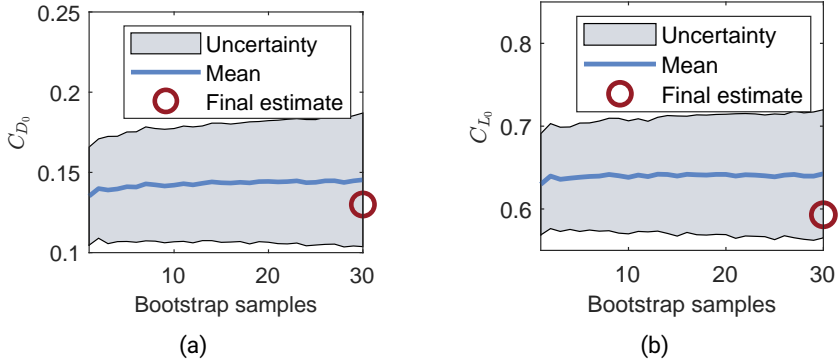 0.25
0.2
0.15
0.1
C_{D_0}
Uncertainty
Mean
Final estimate
10
20
30
Bootstrap samples
(a)
0.8
0.7
0.6
C_{L_0}
Uncertainty
Mean
Final estimate
10
20
30
Bootstrap samples
(b)